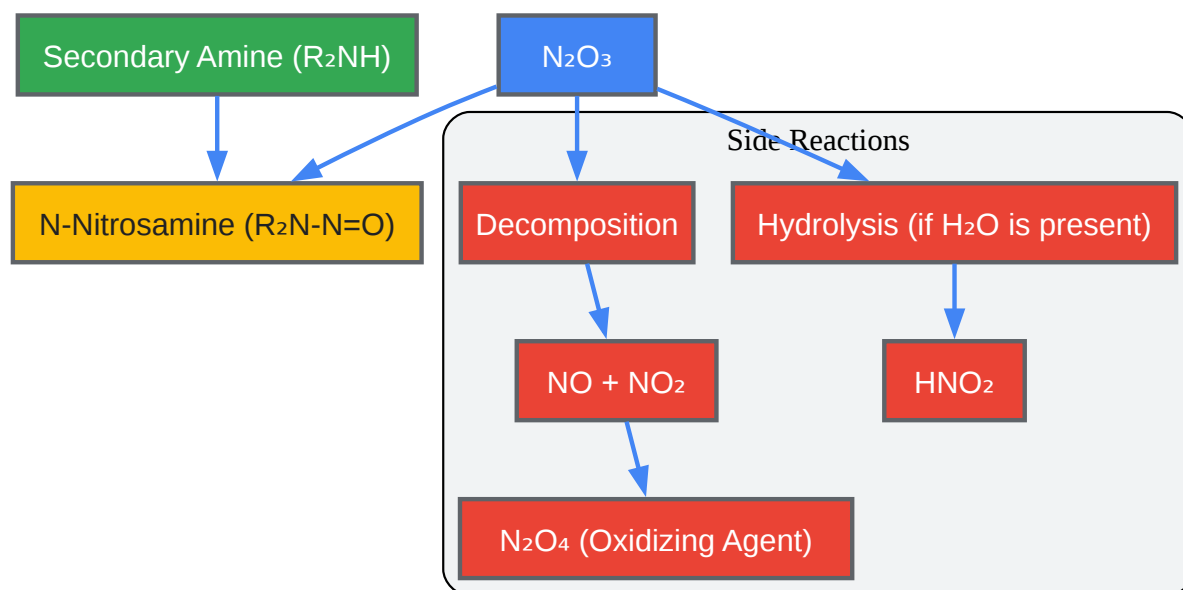 Secondary Amine (R₂NH)
N₂O₃
Side Reactions
N-Nitrosamine (R₂N-N=O)
Decomposition
Hydrolysis (if H₂O is present)
NO + NO₂
HNO₂
N₂O₄ (Oxidizing Agent)